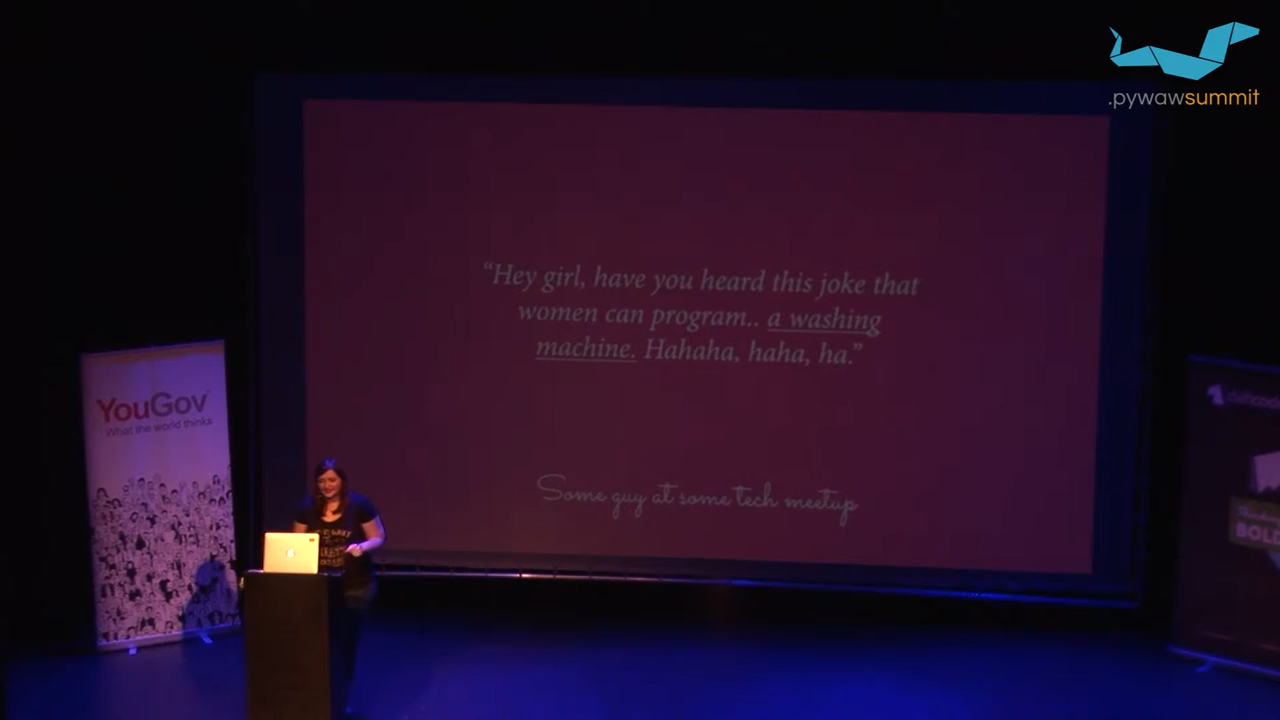 .pywawsummit
“Hey girl, have you heard this joke that
women can program.. a washing
machine. Hahaha, haha, ha.”
Some guy at some tech meetup
YouGov
What the world thinks